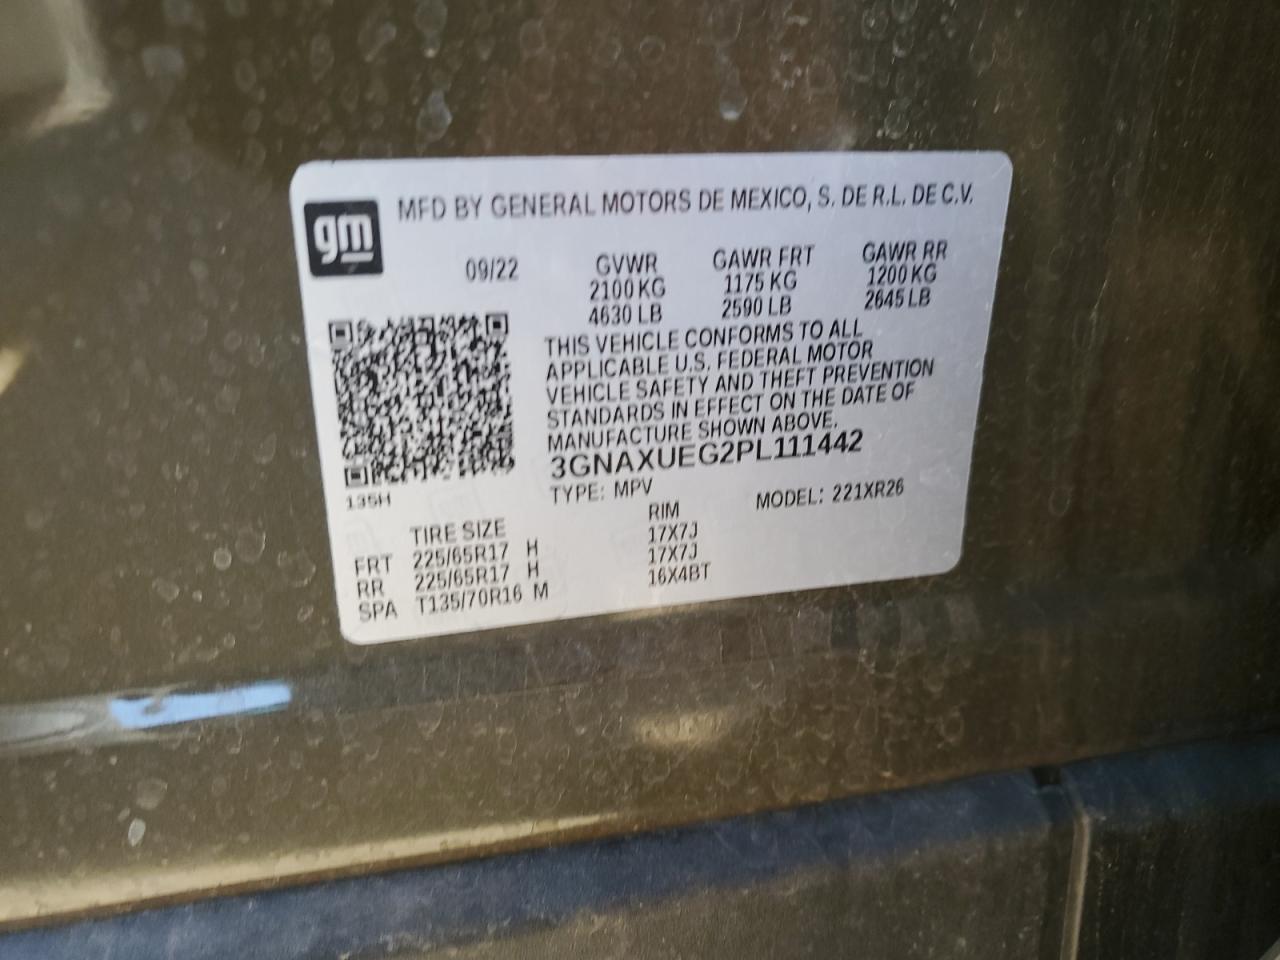 gm
MFD BY GENERAL MOTORS DE MEXICO, S. DE R.L. DE C.V.
09/22 GVWR GAWR FRT GAWR RR
2100 KG 1175 KG 1200 KG
4630 LB 2590 LB 2645 LB
THIS VEHICLE CONFORMS TO ALL
APPLICABLE U.S. FEDERAL MOTOR
VEHICLE SAFETY AND THEFT PREVENTION
STANDARDS IN EFFECT ON THE DATE OF
MANUFACTURE SHOWN ABOVE.
3GNAXUEG2PL111442
135H
TYPE: MPV MODEL: 221XR26
TIRE SIZE RIM
FRT 225/65R17 H 17X7J
RR 225/65R17 H 17X7J
SPA T135/70R16 M 16X4BT